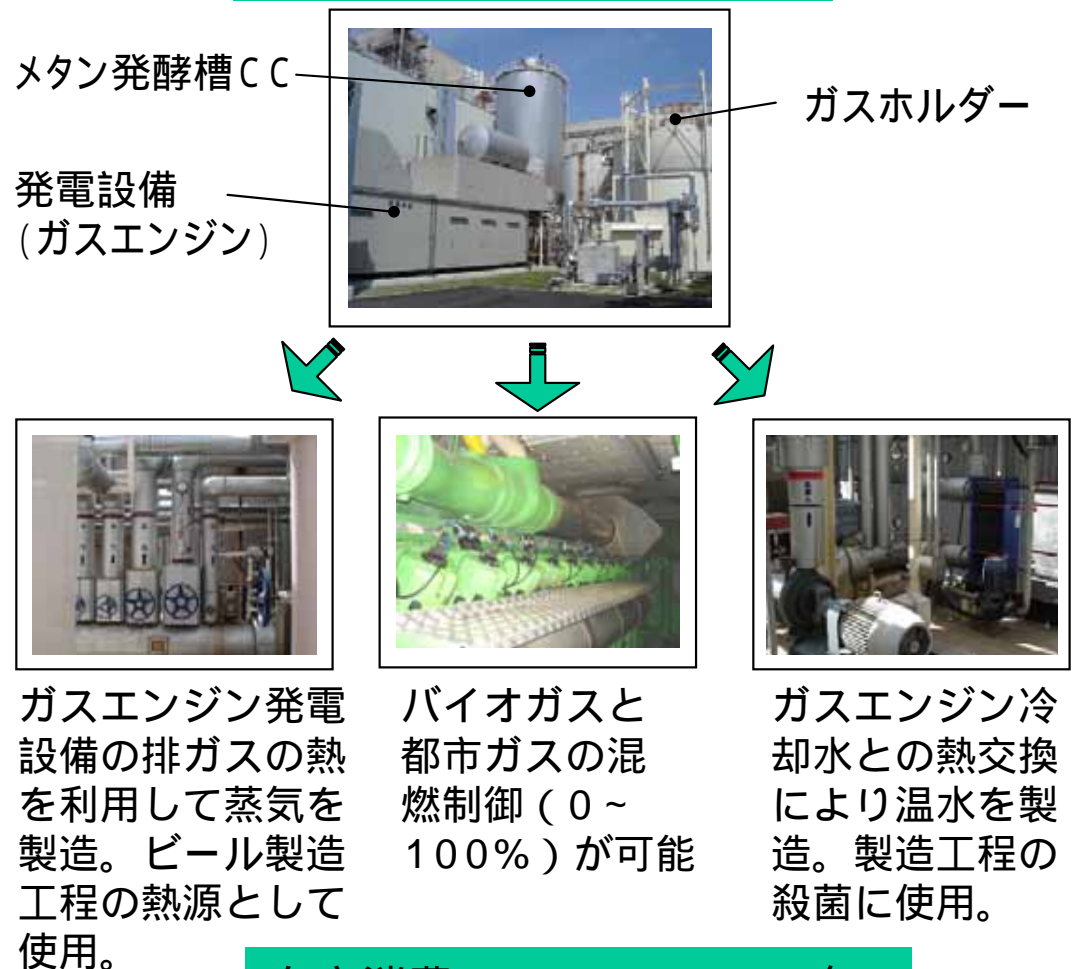 メタン発酵槽CC
ガスホルダー
発電設備
(ガスエンジン)
ガスエンジン発電
設備の排ガスの熱
を利用して蒸気を
製造。ビール製造
工程の熱源として
使用。
バイオガスと
都市ガスの混
燃制御(0~
100%)が可能
ガスエンジン冷
却水との熱交換
により温水を製
造。製造工程の
殺菌に使用。